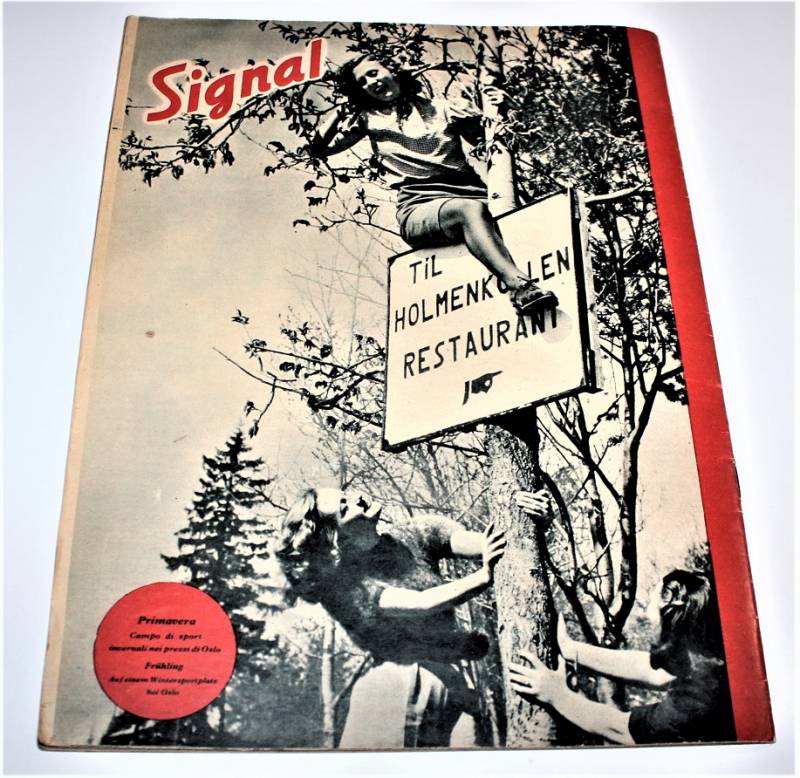 Signal
TiL
HOLMENKOLLEN
RESTAURANT
Primavera
Campo di sport
invernali nei pressi di Oslo
Frühling
Auf einem Wintersportplatz
bei Oslo